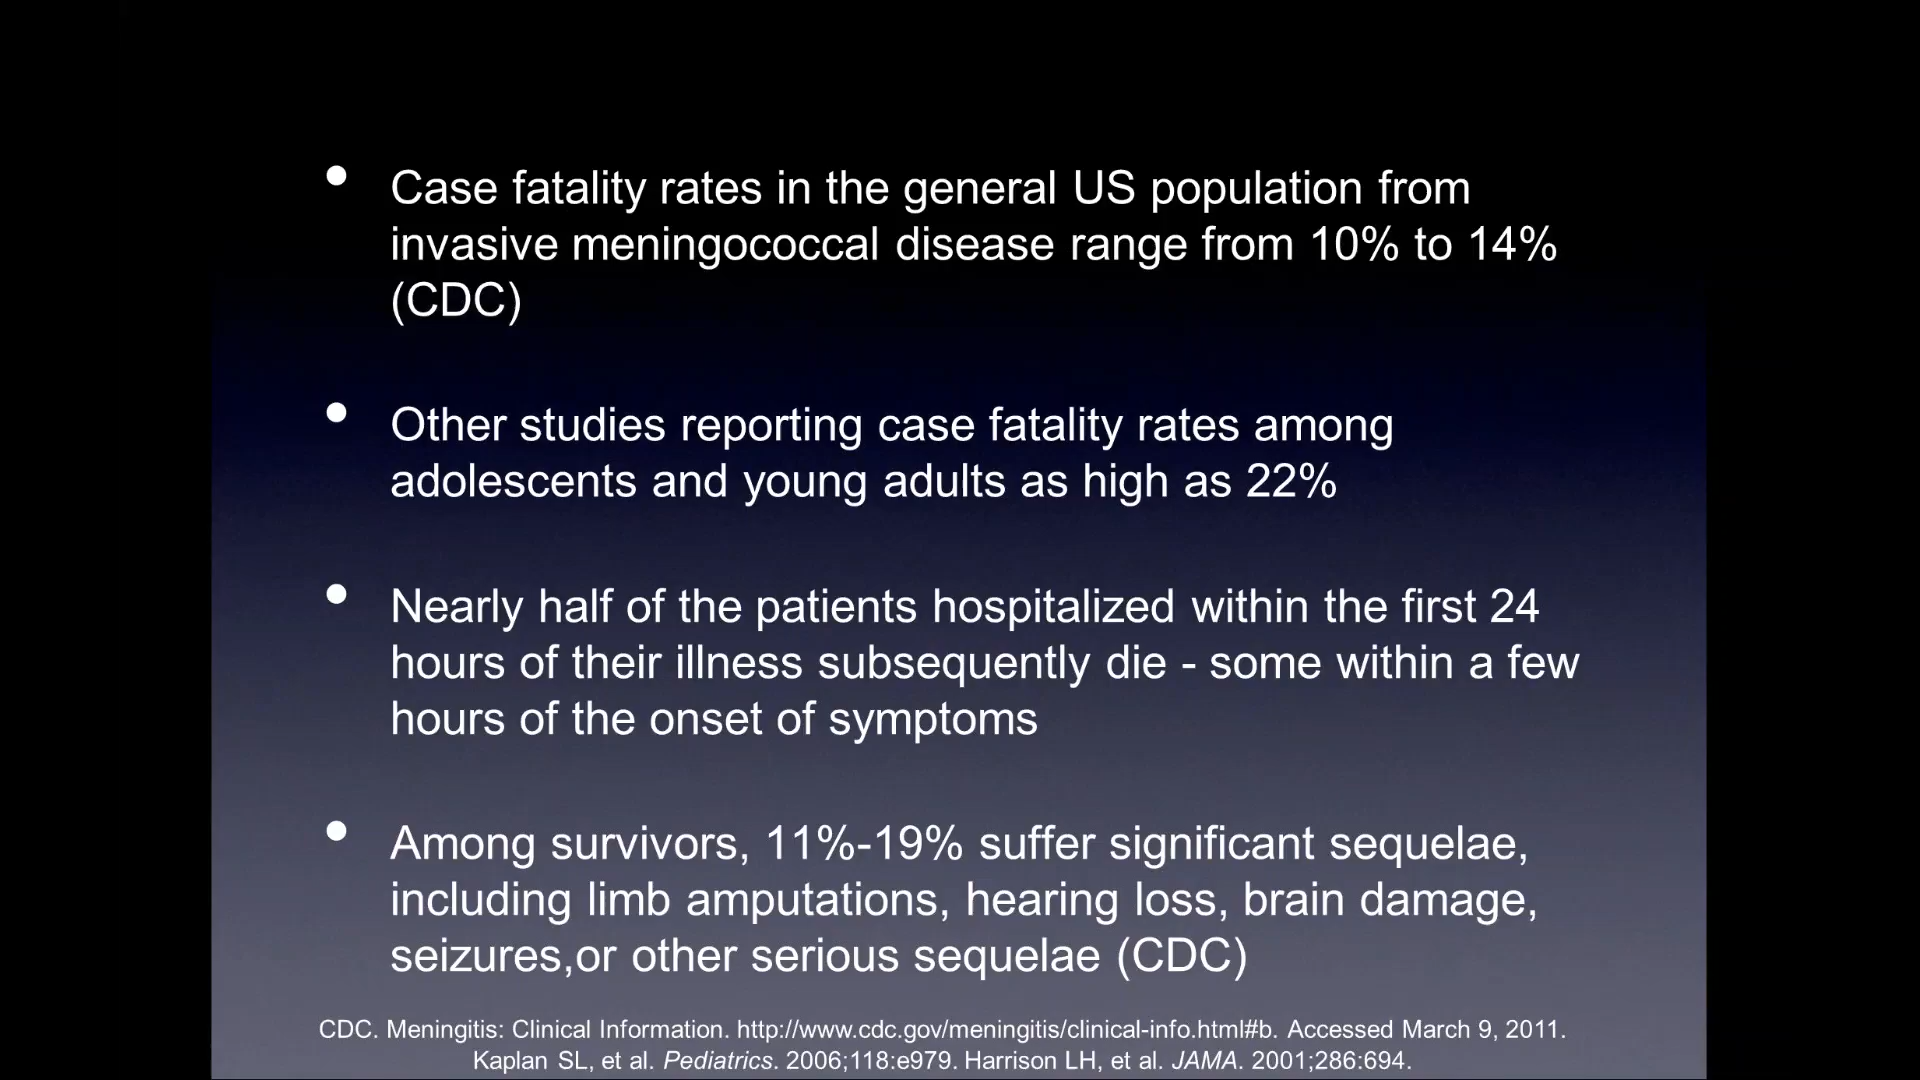 • Case fatality rates in the general US population from
invasive meningococcal disease range from 10% to 14%
(CDC)
• Other studies reporting case fatality rates among
adolescents and young adults as high as 22%
• Nearly half of the patients hospitalized within the first 24
hours of their illness subsequently die - some within a few
hours of the onset of symptoms
• Among survivors, 11%-19% suffer significant sequelae,
including limb amputations, hearing loss, brain damage,
seizures,or other serious sequelae (CDC)
CDC. Meningitis: Clinical Information. http://www.cdc.gov/meningitis/clinical-info.html#b. Accessed March 9, 2011.
Kaplan SL, et al. Pediatrics. 2006;118:e979. Harrison LH, et al. JAMA. 2001;286:694.